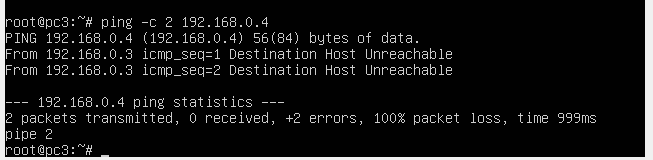 root@pc3:~# ping -c 2 192.168.0.4
PING 192.168.0.4 (192.168.0.4) 56(84) bytes of data.
From 192.168.0.3 icmp_seq=1 Destination Host Unreachable
From 192.168.0.3 icmp_seq=2 Destination Host Unreachable
--- 192.168.0.4 ping statistics ---
2 packets transmitted, 0 received, +2 errors, 100% packet loss, time 999ms
pipe 2
root@pc3:~# _